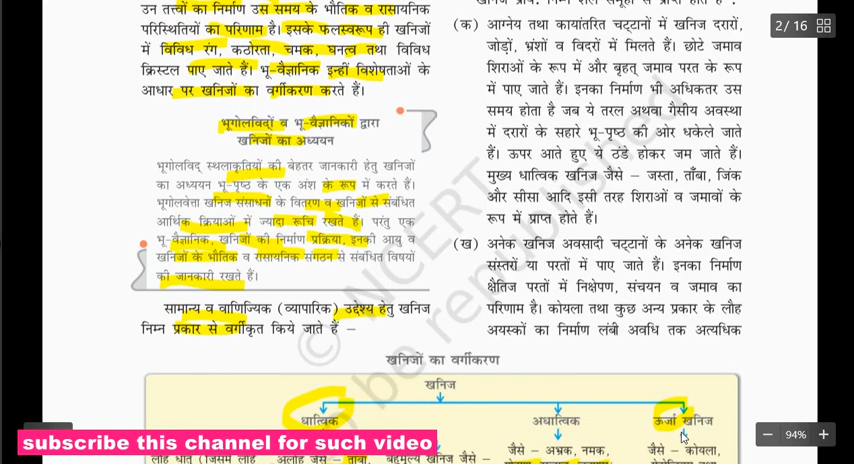 उन तत्त्वों का निर्माण उस समय के भौतिक व रासायनिक
परिस्थितियों का परिणाम है। इसके फलस्वरूप ही खनिजों
में विविध रंग, कठोरता, चमक, घनत्व तथा विविध
क्रिस्टल पाए जाते हैं। भू-वैज्ञानिक इन्हीं विशेषताओं के
आधार पर खनिजों का वर्गीकरण करते हैं।
भूगोलविदों व भू-वैज्ञानिकों द्वारा
खनिजों का अध्ययन
भूगोलविद् स्थलाकृतियों की बेहतर जानकारी हेतु खनिजों
का अध्ययन भू-पृष्ठ के एक अंश के रूप में करते हैं।
भूगोलवेत्ता खनिज संसाधनों के वितरण व खनिजों से संबंधित
आर्थिक क्रियाओं में ज्यादा रूचि रखते हैं। परंतु एक
भू-वैज्ञानिक, खनिजों की निर्माण प्रक्रिया, इनकी आयु व
खनिजों के भौतिक व रासायनिक संगठन से संबंधित विषयों
की जानकारी रखते हैं।
सामान्य व वाणिज्यिक (व्यापारिक) उद्देश्य हेतु खनिज
निम्न प्रकार से वर्गीकृत किये जाते हैं –
(क) आग्नेय तथा कायांतरित चट्टानों में खनिज दरारों,
जोड़ों, भ्रंशों व विदरों में मिलते हैं। छोटे जमाव
शिराओं के रूप में और बृहत् जमाव परत के रूप
में पाए जाते हैं। इनका निर्माण भी अधिकतर उस
समय होता है जब ये तरल अथवा गैसीय अवस्था
में दरारों के सहारे भू-पृष्ठ की ओर धकेले जाते
हैं। ऊपर आते हुए ये ठंडे होकर जम जाते हैं।
मुख्य धात्विक खनिज जैसे – जस्ता, ताँबा, जिंक
और सीसा आदि इसी तरह शिराओं व जमावों के
रूप में प्राप्त होते हैं।
(ख) अनेक खनिज अवसादी चट्टानों के अनेक खनिज
संस्तरों या परतों में पाए जाते हैं। इनका निर्माण
क्षैतिज परतों में निक्षेपण, संचयन व जमाव का
परिणाम है। कोयला तथा कुछ अन्य प्रकार के लौह
अयस्कों का निर्माण लंबी अवधि तक अत्यधिक
2 / 16
© NCERT
be republished
खनिजों का वर्गीकरण
खनिज
धात्विक अधात्विक ऊर्जा खनिज
जैसे – अभ्रक, नमक, जैसे – कोयला,
बहुमूल्य खनिज जैसे –
subscribe this channel for such video
94%